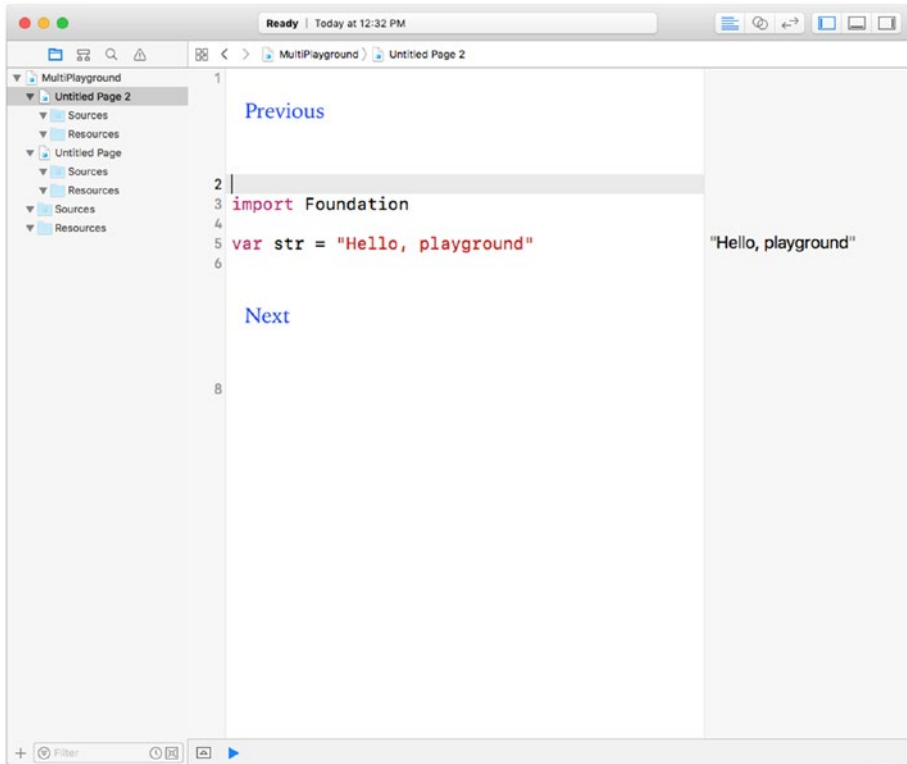 Ready | Today at 12:32 PM
MultiPlayground 〉 Untitled Page 2
MultiPlayground
Untitled Page 2
Sources
Resources
Untitled Page
Sources
Resources
Sources
Resources
1
Previous
2
3 import Foundation
4
5 var str = "Hello, playground" "Hello, playground"
6
Next
8
Filter